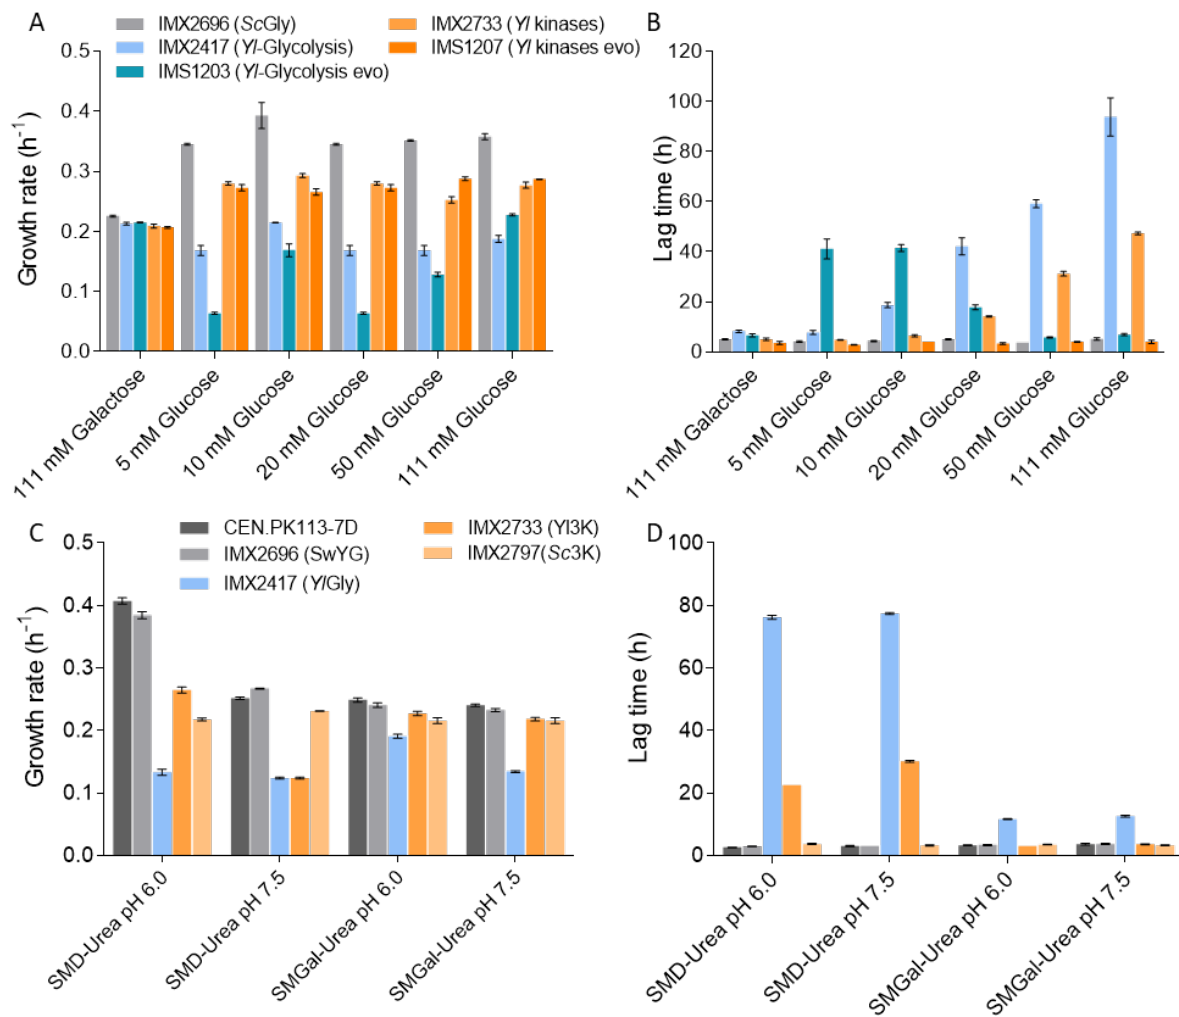 A
IMX2696 (ScGly)
IMX2417 (Yl-Glycolysis)
IMS1203 (Yl-Glycolysis evo)
IMX2733 (Yl kinases)
IMS1207 (Yl kinases evo)
Growth rate (h⁻¹)
0.5
0.4
0.3
0.2
0.1
0.0
111 mM Galactose
5 mM Glucose
10 mM Glucose
20 mM Glucose
50 mM Glucose
111 mM Glucose
B
Lag time (h)
120
100
80
60
40
20
0
111 mM Galactose
5 mM Glucose
10 mM Glucose
20 mM Glucose
50 mM Glucose
111 mM Glucose
C
CEN.PK113-7D
IMX2696 (SwYG)
IMX2417 (YlGly)
IMX2733 (Yl3K)
IMX2797(Sc3K)
Growth rate (h⁻¹)
0.5
0.4
0.3
0.2
0.1
0.0
SMD-Urea pH 6.0
SMD-Urea pH 7.5
SMGal-Urea pH 6.0
SMGal-Urea pH 7.5
D
Lag time (h)
100
80
60
40
20
0
SMD-Urea pH 6.0
SMD-Urea pH 7.5
SMGal-Urea pH 6.0
SMGal-Urea pH 7.5